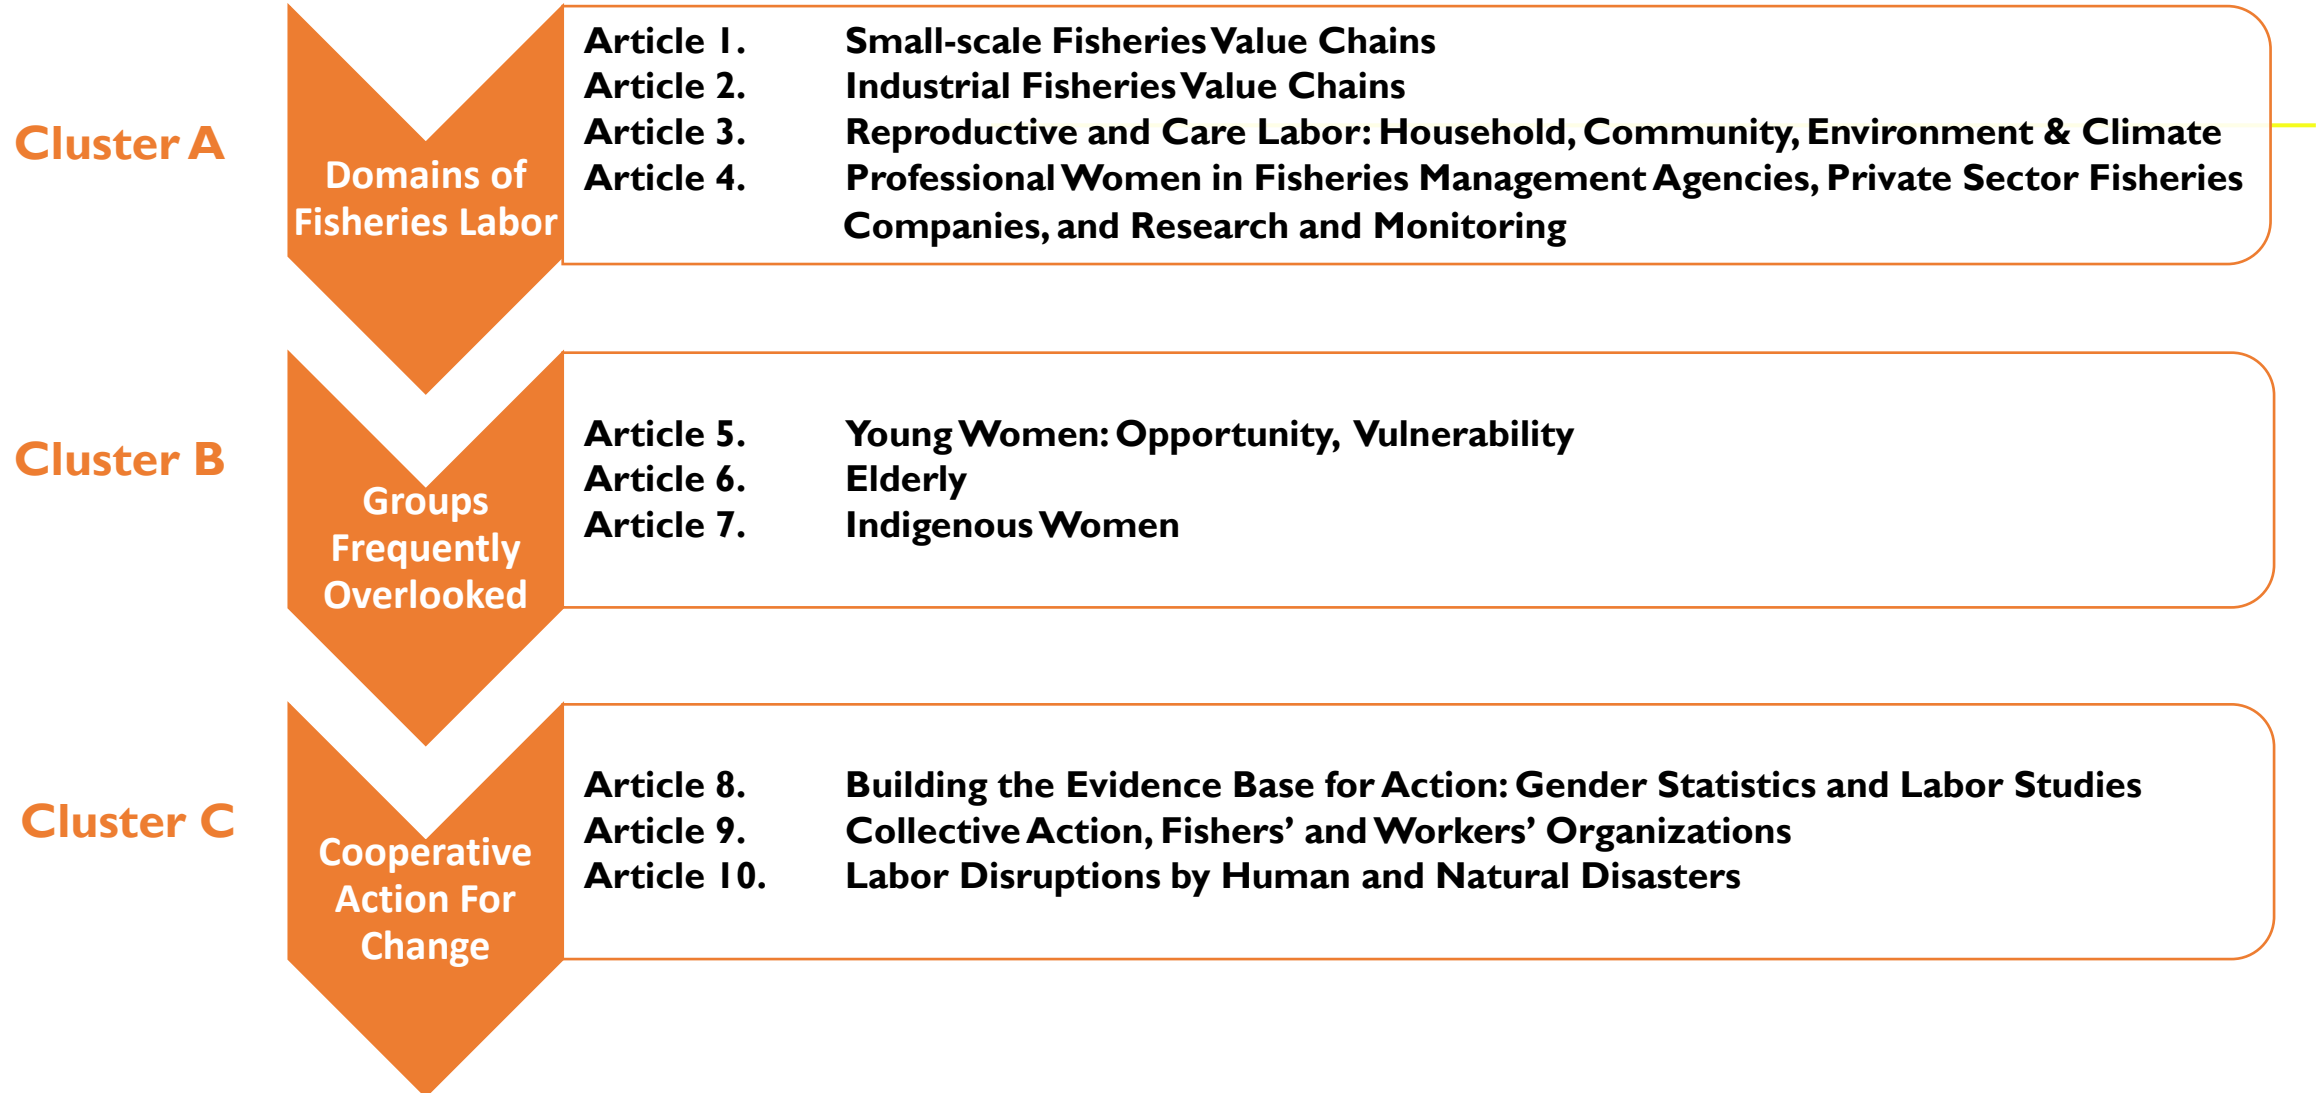 Cluster A
Domains of
Fisheries Labor
Article 1. Small-scale Fisheries Value Chains
Article 2. Industrial Fisheries Value Chains
Article 3. Reproductive and Care Labor: Household, Community, Environment & Climate
Article 4. Professional Women in Fisheries Management Agencies, Private Sector Fisheries
Companies, and Research and Monitoring
Cluster B
Groups
Frequently
Overlooked
Article 5. Young Women: Opportunity, Vulnerability
Article 6. Elderly
Article 7. Indigenous Women
Cluster C
Cooperative
Action For
Change
Article 8. Building the Evidence Base for Action: Gender Statistics and Labor Studies
Article 9. Collective Action, Fishers’ and Workers’ Organizations
Article 10. Labor Disruptions by Human and Natural Disasters